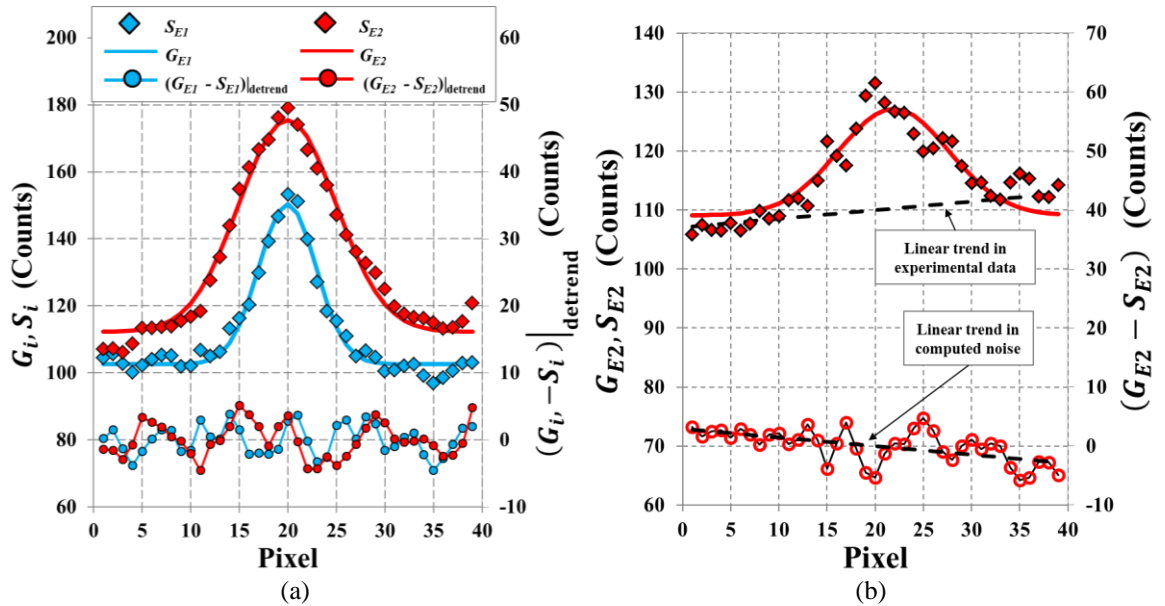 S_E1 S_E2
G_E1 G_E2
(G_E1 - S_E1)|detrend (G_E2 - S_E2)|detrend
200
180
160
140
120
100
80
60
G_i, S_i (Counts)
60
50
40
30
20
10
0
-10
(G_i, −S_i)|detrend (Counts)
0 5 10 15 20 25 30 35 40
Pixel
(a)
140
130
120
110
100
90
80
70
60
G_E2, S_E2 (Counts)
Linear trend in
experimental data
Linear trend in
computed noise
70
60
50
40
30
20
10
0
-10
(G_E2 − S_E2) (Counts)
0 5 10 15 20 25 30 35 40
Pixel
(b)